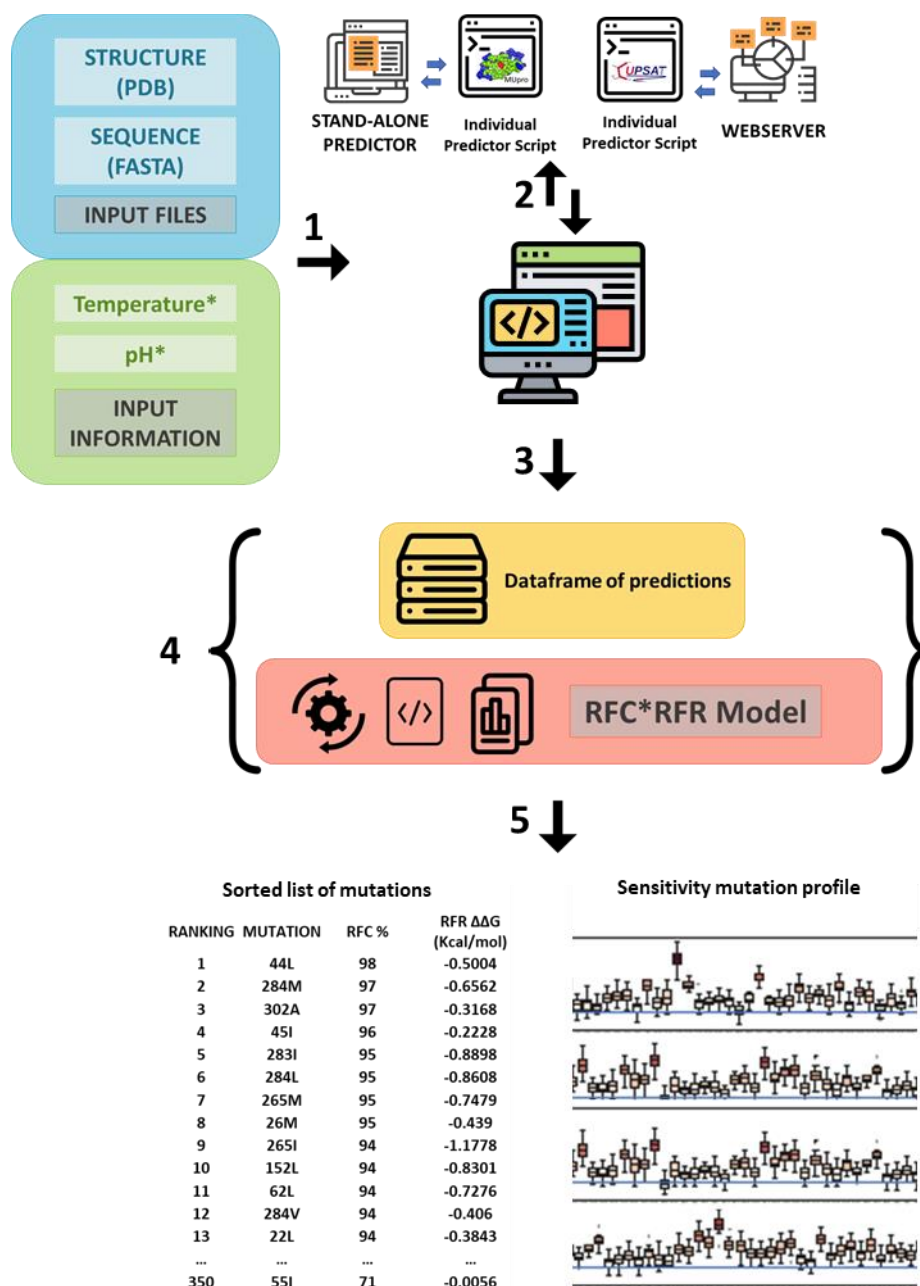 STRUCTURE
(PDB)
SEQUENCE
(FASTA)
INPUT FILES
Temperature*
pH*
INPUT
INFORMATION
1
STAND-ALONE
PREDICTOR
MUpro
Individual
Predictor Script
CUPSAT
Individual
Predictor Script
WEBSERVER
2
</>
3
4
Dataframe of predictions
</>
RFC*RFR Model
5
Sorted list of mutations
RANKING MUTATION RFC % RFR ΔΔG
(Kcal/mol)
1 44L 98 -0.5004
2 284M 97 -0.6562
3 302A 97 -0.3168
4 45I 96 -0.2228
5 283I 95 -0.8898
6 284L 95 -0.8608
7 265M 95 -0.7479
8 26M 95 -0.439
9 265I 94 -1.1778
10 152L 94 -0.8301
11 62L 94 -0.7276
12 284V 94 -0.406
13 22L 94 -0.3843
... ... ... ...
350 55I 71 -0.0056
Sensitivity mutation profile